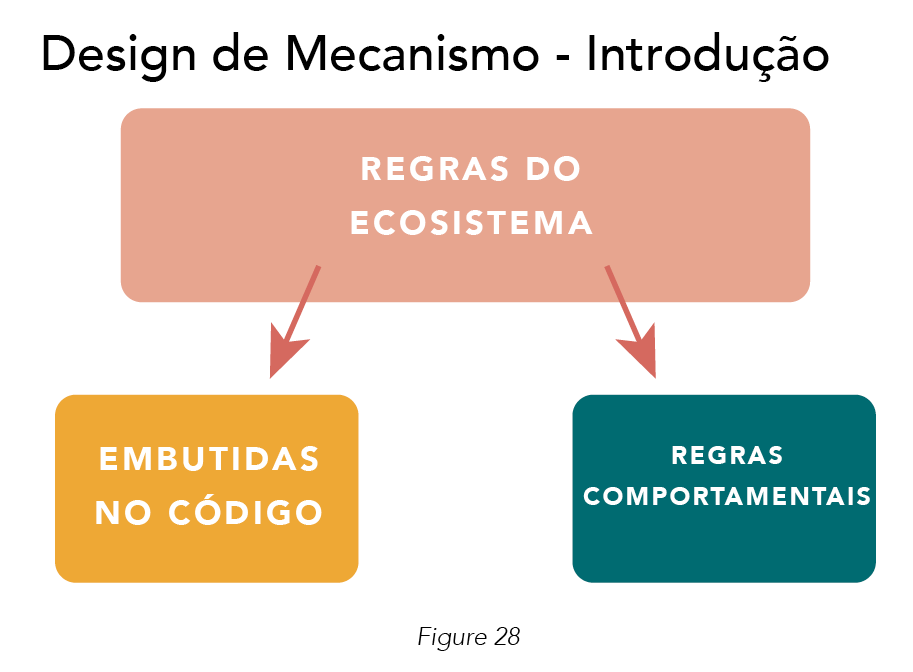 Design de Mecanismo - Introdução
REGRAS DO
ECOSISTEMA
EMBUTIDAS
NO CÓDIGO
REGRAS
COMPORTAMENTAIS
Figure 28